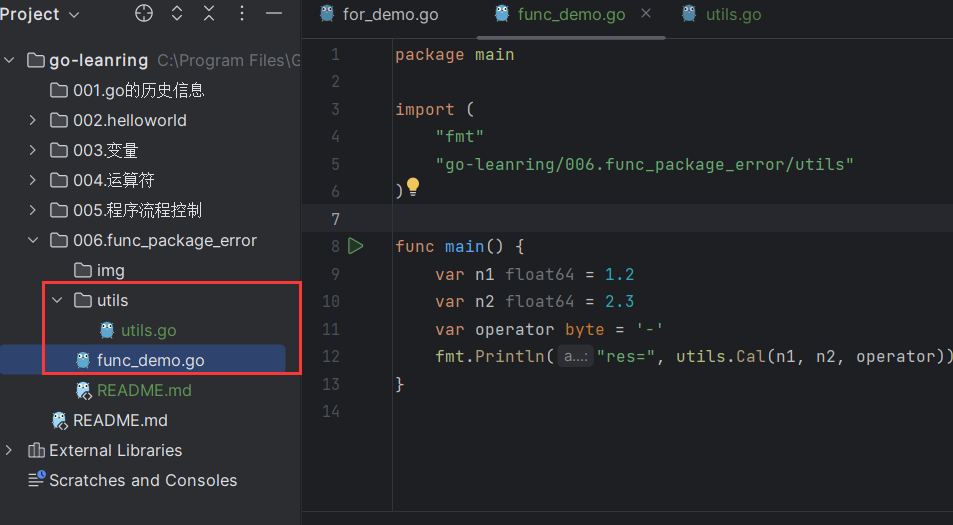 Project
for_demo.go
func_demo.go
utils.go
go-leanring C:\Program Files\G
001.go的历史信息
002.helloworld
003.变量
004.运算符
005.程序流程控制
006.func_package_error
img
utils
utils.go
func_demo.go
README.md
README.md
External Libraries
Scratches and Consoles
1 package main
2
3 import (
4 "fmt"
5 "go-leanring/006.func_package_error/utils"
6 )
7
8 func main() {
9 var n1 float64 = 1.2
10 var n2 float64 = 2.3
11 var operator byte = '-'
12 fmt.Println( a...: "res=", utils.Cal(n1, n2, operator))
13 }
14